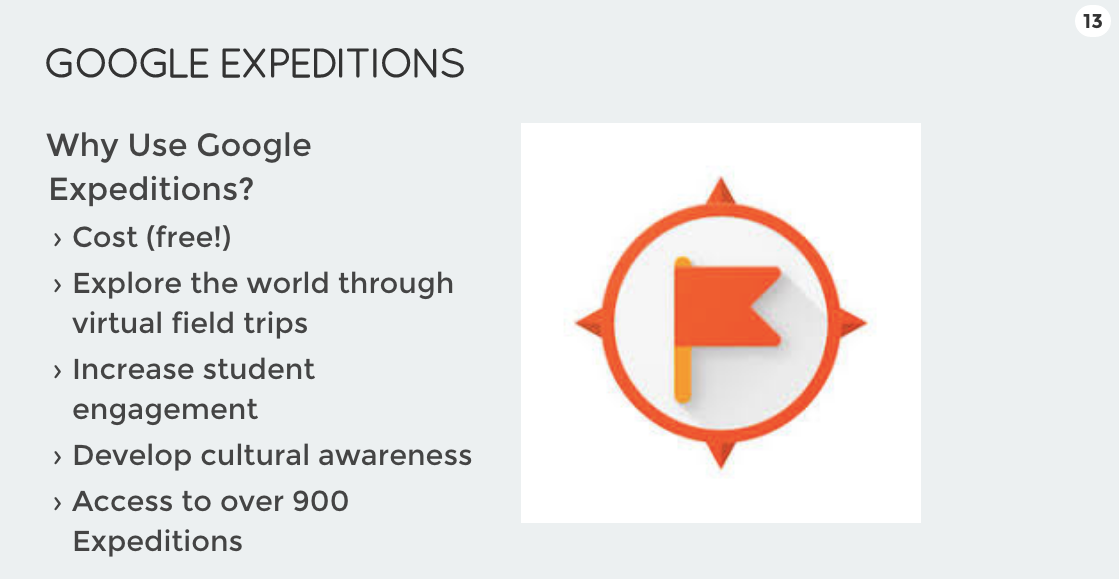 13
GOOGLE EXPEDITIONS
Why Use Google
Expeditions?
› Cost (free!)
› Explore the world through
virtual field trips
› Increase student
engagement
› Develop cultural awareness
› Access to over 900
Expeditions